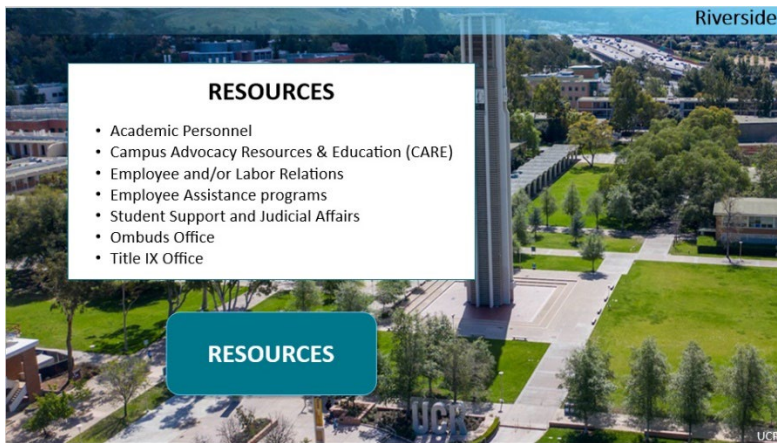 Riverside
RESOURCES
• Academic Personnel
• Campus Advocacy Resources & Education (CARE)
• Employee and/or Labor Relations
• Employee Assistance programs
• Student Support and Judicial Affairs
• Ombuds Office
• Title IX Office
RESOURCES
UCR